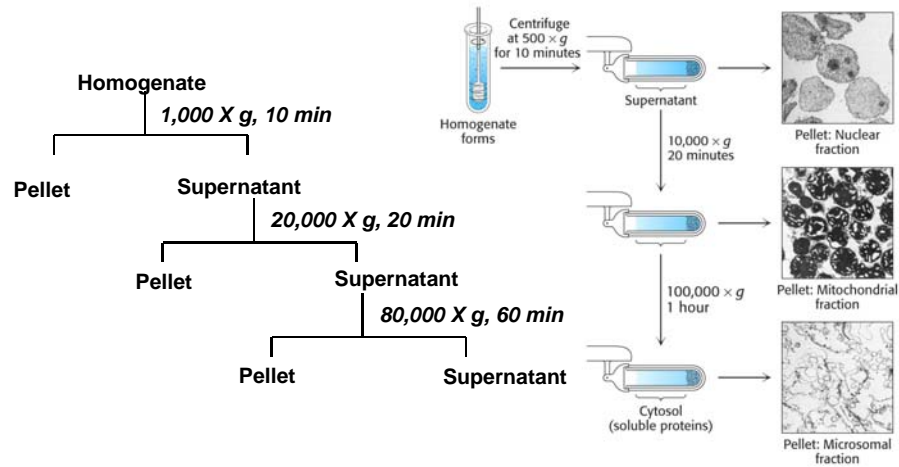 Homogenate
1,000 X g, 10 min
Pellet
Supernatant
20,000 X g, 20 min
Pellet
Supernatant
80,000 X g, 60 min
Pellet
Supernatant
Centrifuge
at 500 × g
for 10 minutes
Homogenate
forms
Supernatant
Pellet: Nuclear
fraction
10,000 × g
20 minutes
Pellet: Mitochondrial
fraction
100,000 × g
1 hour
Cytosol
(soluble proteins)
Pellet: Microsomal
fraction